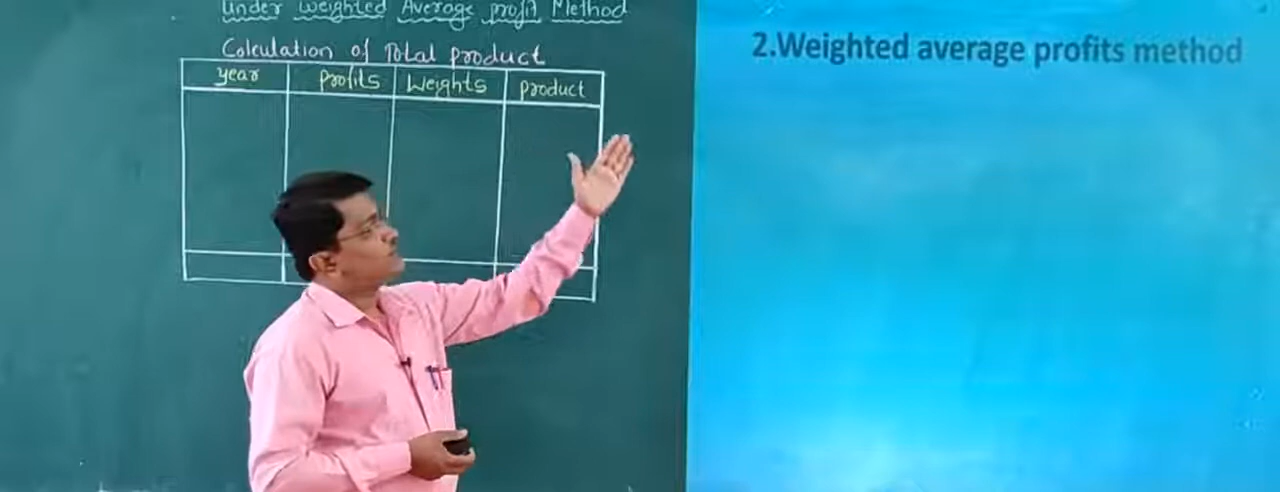 Under Weighted Average profit Method
Calculation of Total product
year profits Weights product
2.Weighted average profits method